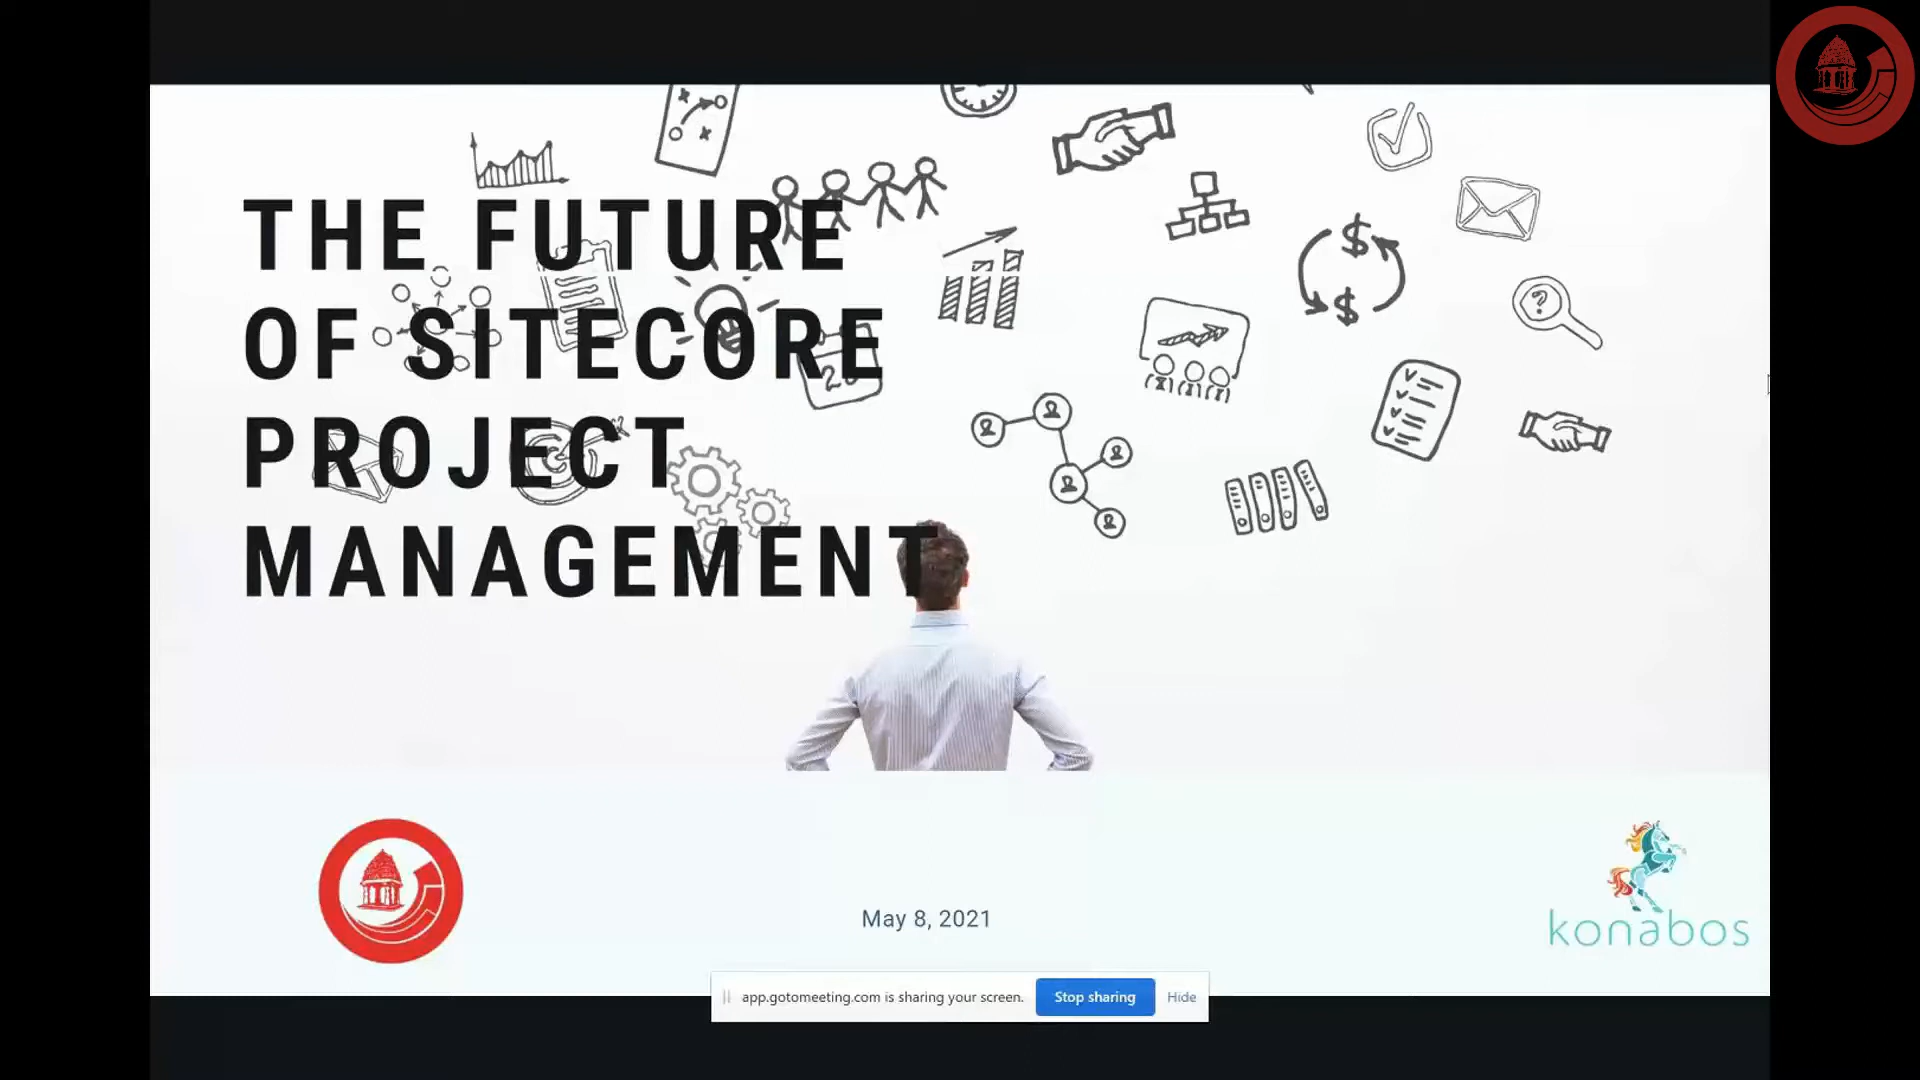 THE FUTURE
OF SITECORE
PROJECT
MANAGEMENT
$
$
?
May 8, 2021
konabos
app.gotomeeting.com is sharing your screen.
Stop sharing
Hide